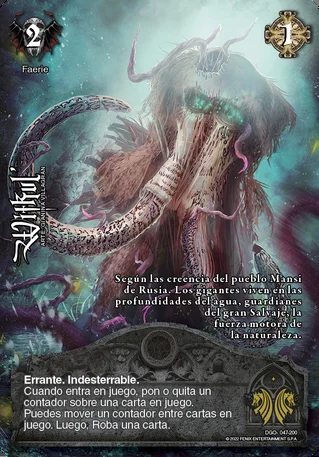 2
1
Faerie
Witkul'
Según las creencia del pueblo Mansi
de Rusia. Los gigantes viven en las
profundidades del agua, guardianes
del gran Salvaje, la
fuerza motora de
la naturaleza.
Errante. Indesterrable.
Cuando entra en juego, pon o quita un
contador sobre una carta en juego.
Puedes mover un contador entre cartas en
juego, Luego, Roba una carta.
DGO- 047-200
© 2022 FENIX ENTERTAINMENT S.P.A.